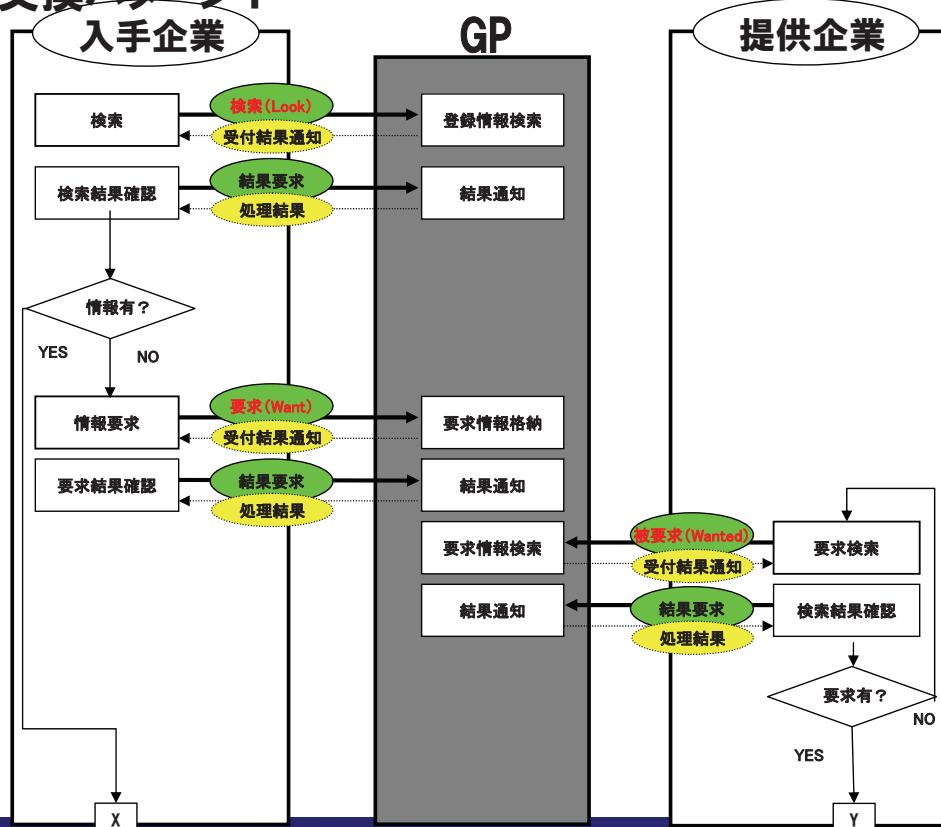 入手企業
GP
提供企業
検索
検索(Look)
受付結果通知
登録情報検索
検索結果確認
結果要求
処理結果
結果通知
情報有？
YES
NO
情報要求
要求(Want)
受付結果通知
要求情報格納
要求結果確認
結果要求
処理結果
結果通知
要求情報検索
被要求(Wanted)
受付結果通知
要求検索
結果通知
結果要求
処理結果
検索結果確認
要求有？
NO
YES
X
Y